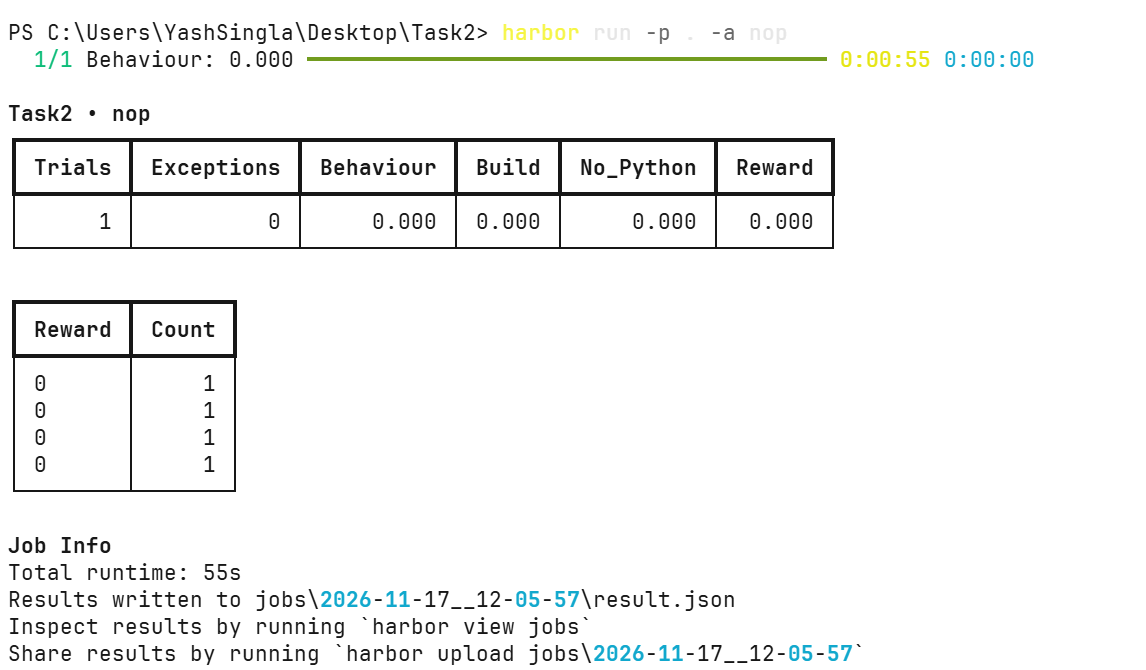 PS C:\Users\YashSingla\Desktop\Task2> harbor run -p . -a nop
1/1 Behaviour: 0.000 0:00:55 0:00:00
Task2 • nop
Trials Exceptions Behaviour Build No_Python Reward
1 0 0.000 0.000 0.000 0.000
Reward Count
0 1
0 1
0 1
0 1
Job Info
Total runtime: 55s
Results written to jobs\2026-11-17__12-05-57\result.json
Inspect results by running `harbor view jobs`
Share results by running `harbor upload jobs\2026-11-17__12-05-57`